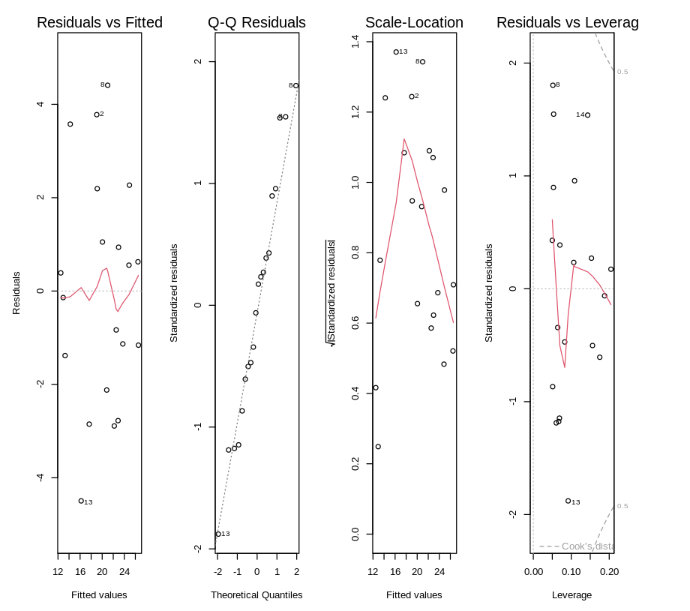 Residuals vs Fitted
Residuals
4
2
0
-2
-4
8
2
13
12 16 20 24
Fitted values
Q-Q Residuals
Standardized residuals
2
1
0
-1
-2
8
13
-2 -1 0 1 2
Theoretical Quantiles
Scale-Location
√|Standardized residuals|
1.4
1.2
1.0
0.8
0.6
0.4
0.2
0.0
13
8
2
12 16 20 24
Fitted values
Residuals vs Leverag
Standardized residuals
2
1
0
-1
-2
8
14
13
0.5
0.5
Cook's dista
0.00 0.10 0.20
Leverage